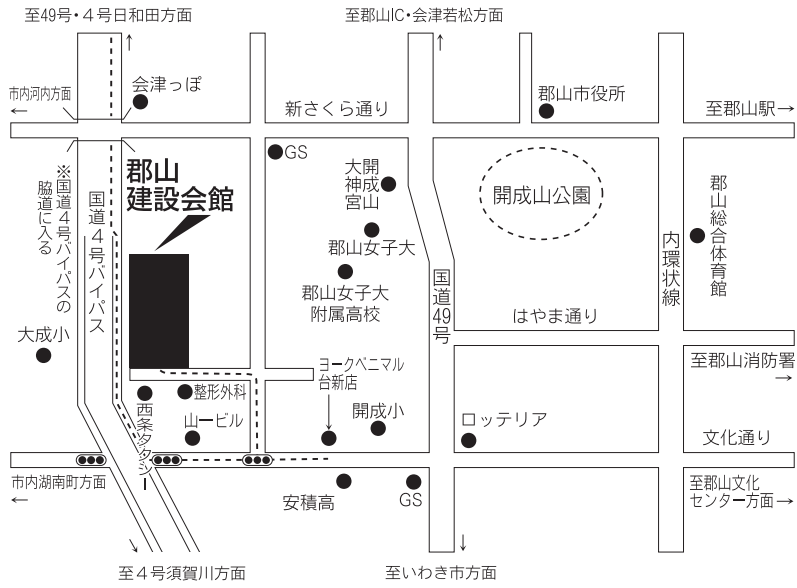 至49号・４号日和田方面
至郡山IC・会津若松方面
市内河内方面
会津っぽ
新さくら通り
郡山市役所
至郡山駅
郡山
建設会館
GS
大神宮
開成山
開成山公園
郡山総合体育館
※国道４号バイパスの
脇道に入る
国道４号バイパス
郡山女子大
郡山女子大
附属高校
国道49号
内環状線
はやま通り
大成小
至郡山消防署
ヨークベニマル
台新店
整形外科
西条タクシー
山一ビル
開成小
ロッテリア
文化通り
市内湖南町方面
安積高
GS
至郡山文化
センター方面
至４号須賀川方面
至いわき市方面